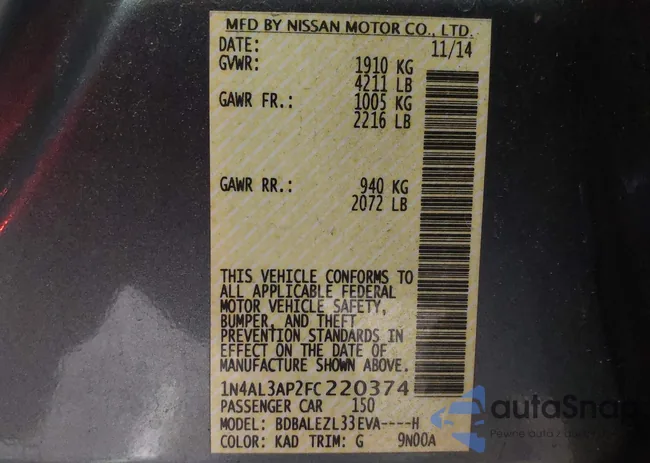 MFD BY NISSAN MOTOR CO., LTD.
DATE: 11/14
GVWR: 1910 KG
4211 LB
GAWR FR.: 1005 KG
2216 LB
GAWR RR.: 940 KG
2072 LB
THIS VEHICLE CONFORMS TO
ALL APPLICABLE FEDERAL
MOTOR VEHICLE SAFETY,
BUMPER, AND THEFT
PREVENTION STANDARDS IN
EFFECT ON THE DATE OF
MANUFACTURE SHOWN ABOVE.
1N4AL3AP2FC220374
PASSENGER CAR 150
MODEL: BDBALEZL33EVA----H
COLOR: KAD TRIM: G 9N00A
autaSnap
Pewne auta z